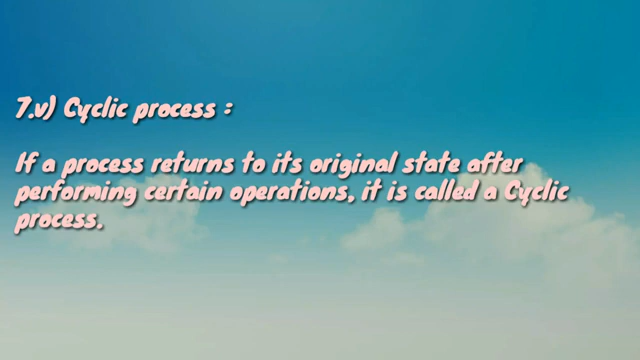 7.v) Cyclic process :
If a process returns to its original state after
performing certain operations, it is called a Cyclic
process.